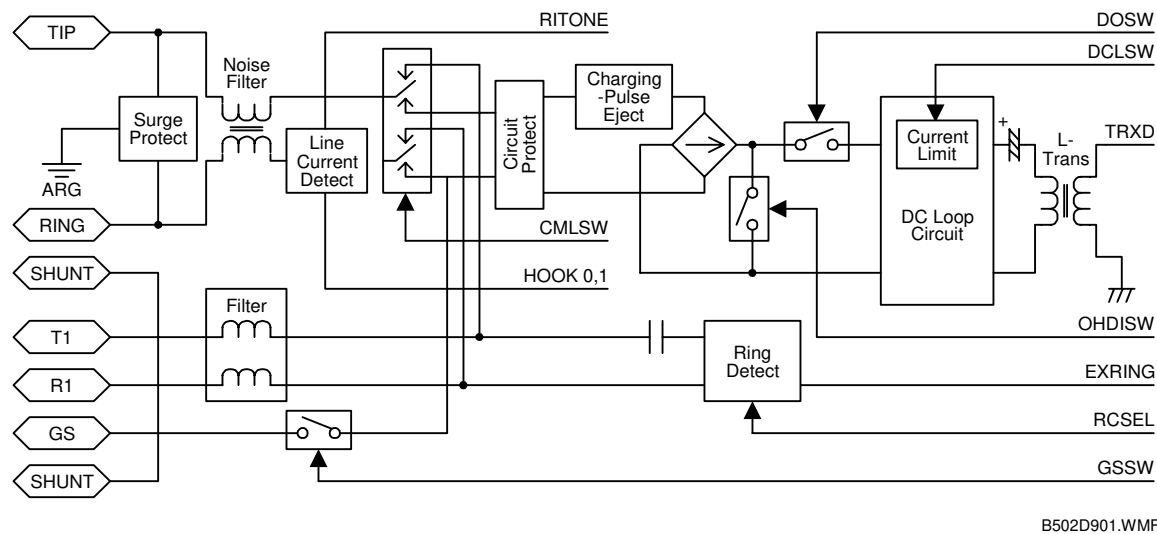 TIP
RITONE
DOSW
DCLSW
Noise
Filter
Surge
Protect
Line
Current
Detect
Circuit
Protect
Charging
-Pulse
Eject
Current
Limit
+
L-
Trans
TRXD
ARG
RING
CMLSW
DC Loop
Circuit
SHUNT
HOOK 0,1
Filter
T1
OHDISW
Ring
Detect
R1
EXRING
GS
RCSEL
SHUNT
GSSW
B502D901.WMF